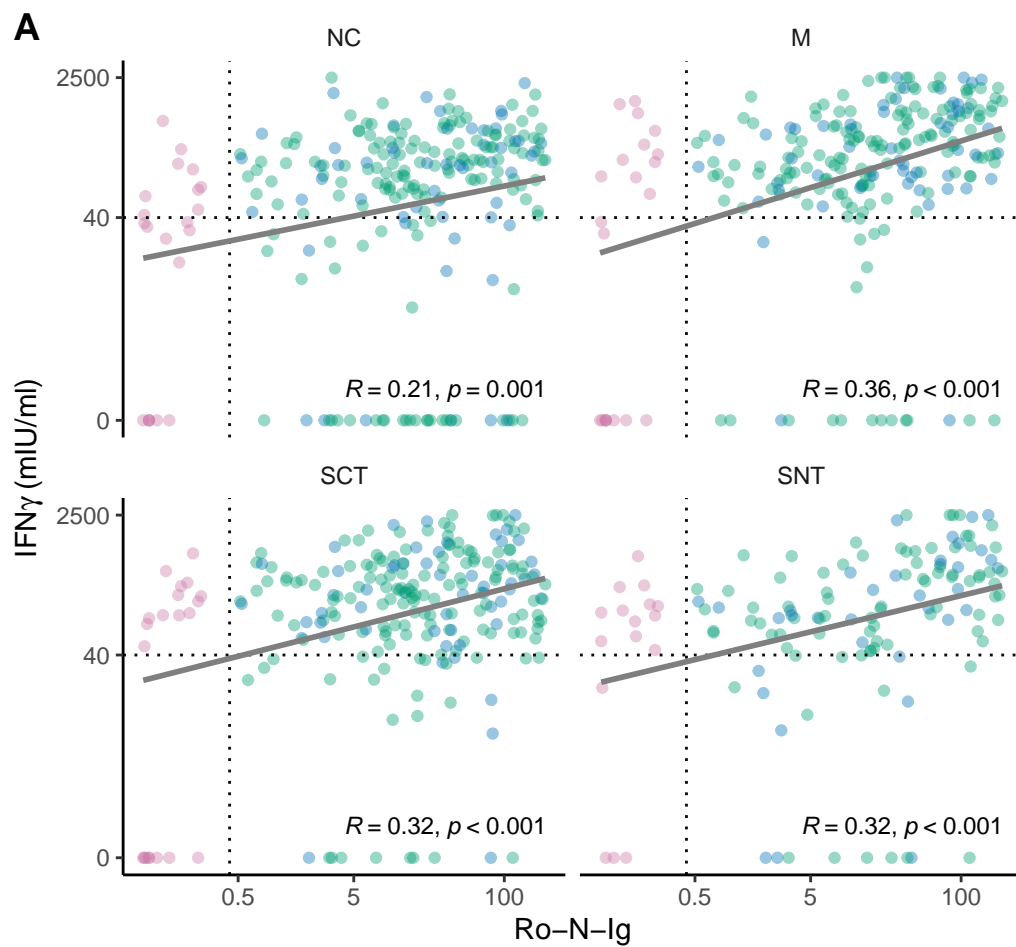 A
NC
M
2500
40
0
R = 0.21, p = 0.001
R = 0.36, p < 0.001
IFNγ (mIU/ml)
SCT
SNT
2500
40
0
R = 0.32, p < 0.001
R = 0.32, p < 0.001
0.5 5 100
0.5 5 100
Ro−N−Ig